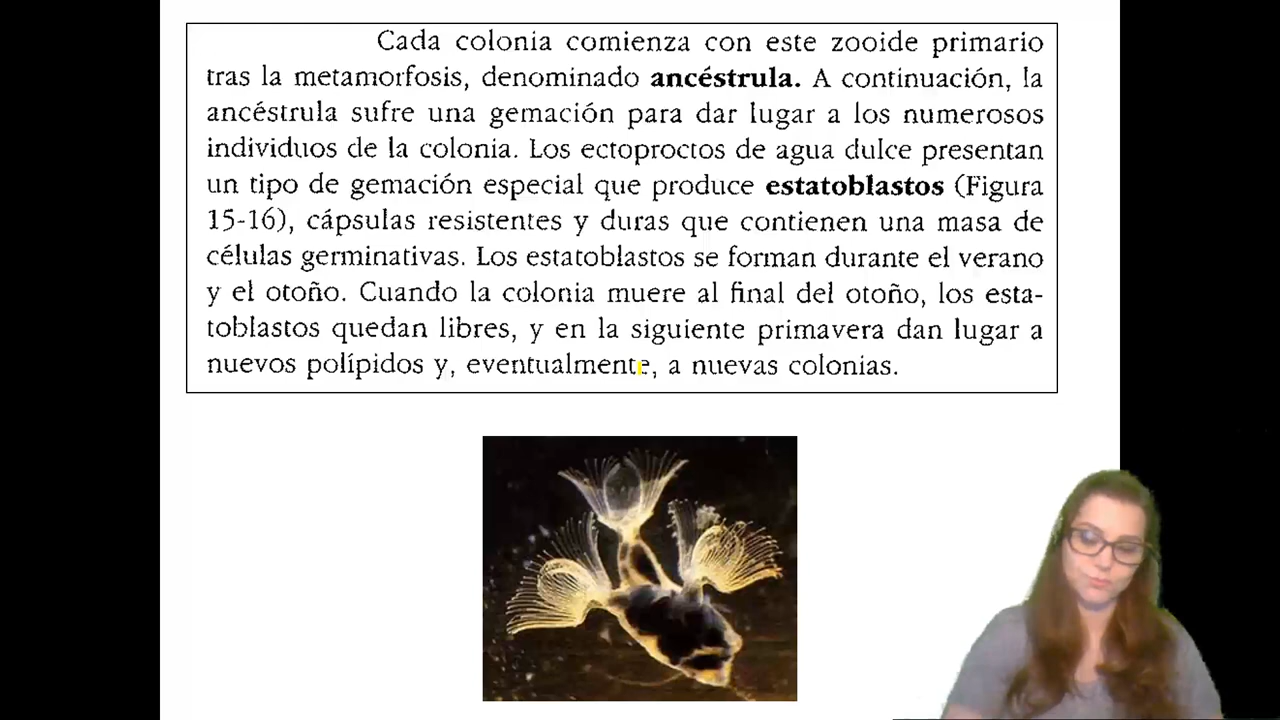 Cada colonia comienza con este zooide primario
tras la metamorfosis, denominado ancéstrula. A continuación, la
ancéstrula sufre una gemación para dar lugar a los numerosos
individuos de la colonia. Los ectoproctos de agua dulce presentan
un tipo de gemación especial que produce estatoblastos (Figura
15-16), cápsulas resistentes y duras que contienen una masa de
células germinativas. Los estatoblastos se forman durante el verano
y el otoño. Cuando la colonia muere al final del otoño, los esta-
toblastos quedan libres, y en la siguiente primavera dan lugar a
nuevos polípidos y, eventualmente, a nuevas colonias.